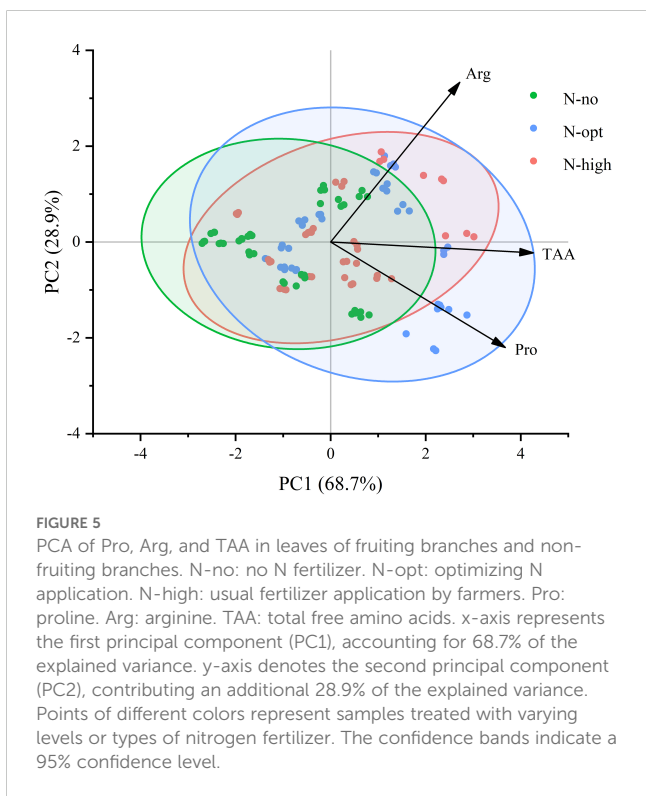 4
Arg
N-no
2
N-opt
N-high
PC2 (28.9%)
0
TAA
-2
Pro
-4
-4
-2
0
2
4
PC1 (68.7%)
FIGURE 5
PCA of Pro, Arg, and TAA in leaves of fruiting branches and non-
fruiting branches. N-no: no N fertilizer. N-opt: optimizing N
application. N-high: usual fertilizer application by farmers. Pro:
proline. Arg: arginine. TAA: total free amino acids. x-axis represents
the first principal component (PC1), accounting for 68.7% of the
explained variance. y-axis denotes the second principal component
(PC2), contributing an additional 28.9% of the explained variance.
Points of different colors represent samples treated with varying
levels or types of nitrogen fertilizer. The confidence bands indicate a
95% confidence level.